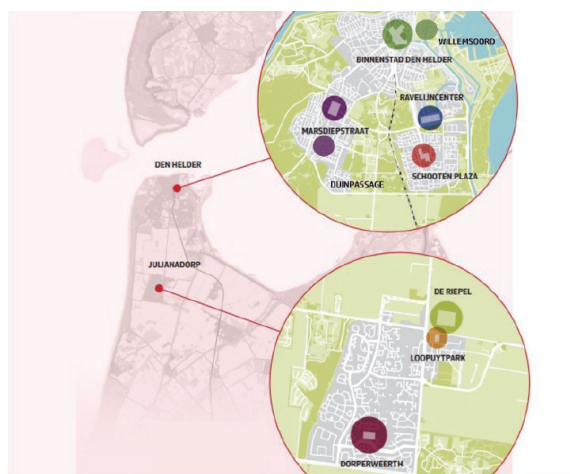 WILLEMSOORD
BINNENSTAD DEN HELDER
RAVELIJNCENTER
MARSDIEPSTRAAT
DEN HELDER
SCHOOTEN PLAZA
DUINPASSAGE
JULIANADORP
DE RIEPEL
LOOPUYTPARK
DORPERWEERTH